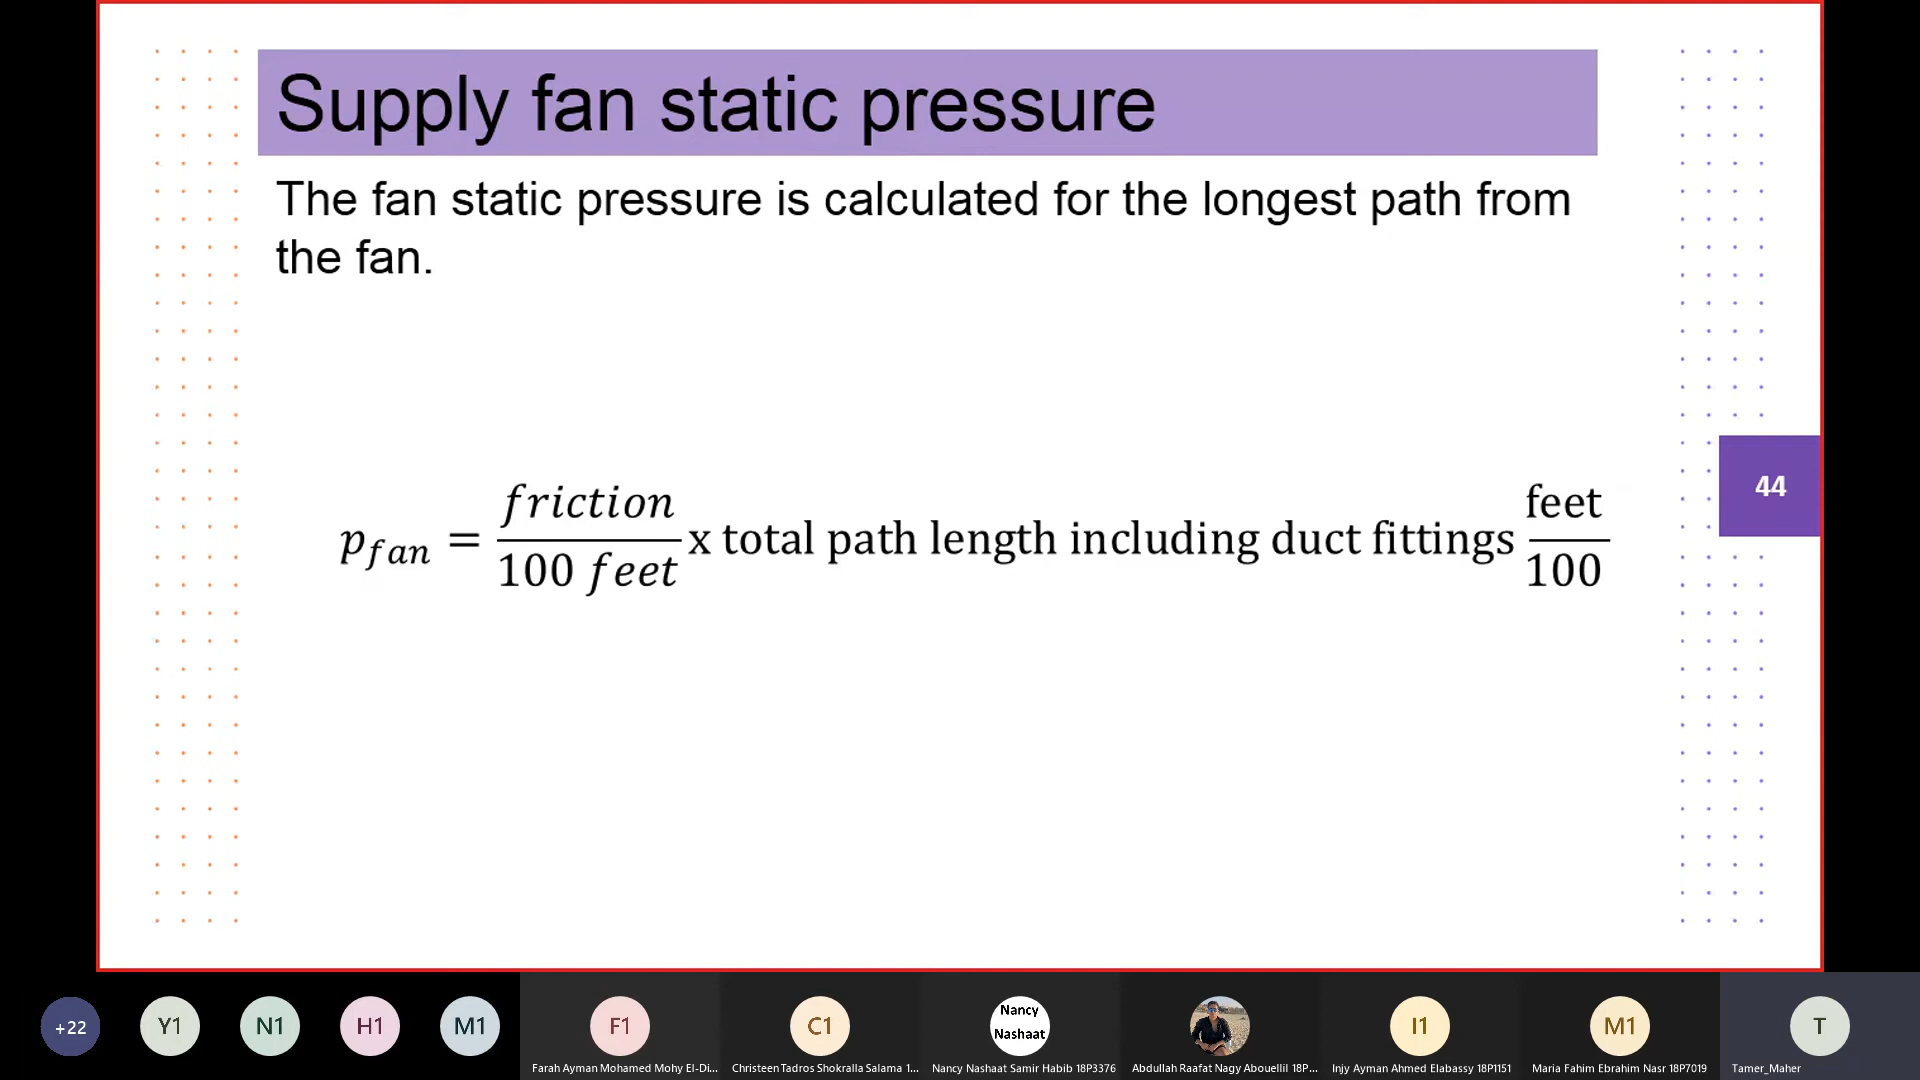 Supply fan static pressure
The fan static pressure is calculated for the longest path from
the fan.
p_fan = friction/100 feet x total path length including duct fittings feet/100
44
+22
Y1
N1
H1
M1
F1
C1
Nancy
Nashaat
I1
M1
T
Farah Ayman Mohamed Mohy El-Di...
Christeen Tadros Shokralla Salama 1...
Nancy Nashaat Samir Habib 18P3376
Abdullah Raafat Nagy Abouellil 18P...
Injy Ayman Ahmed Elabassy 18P1151
Maria Fahim Ebrahim Nasr 18P7019
Tamer_Maher